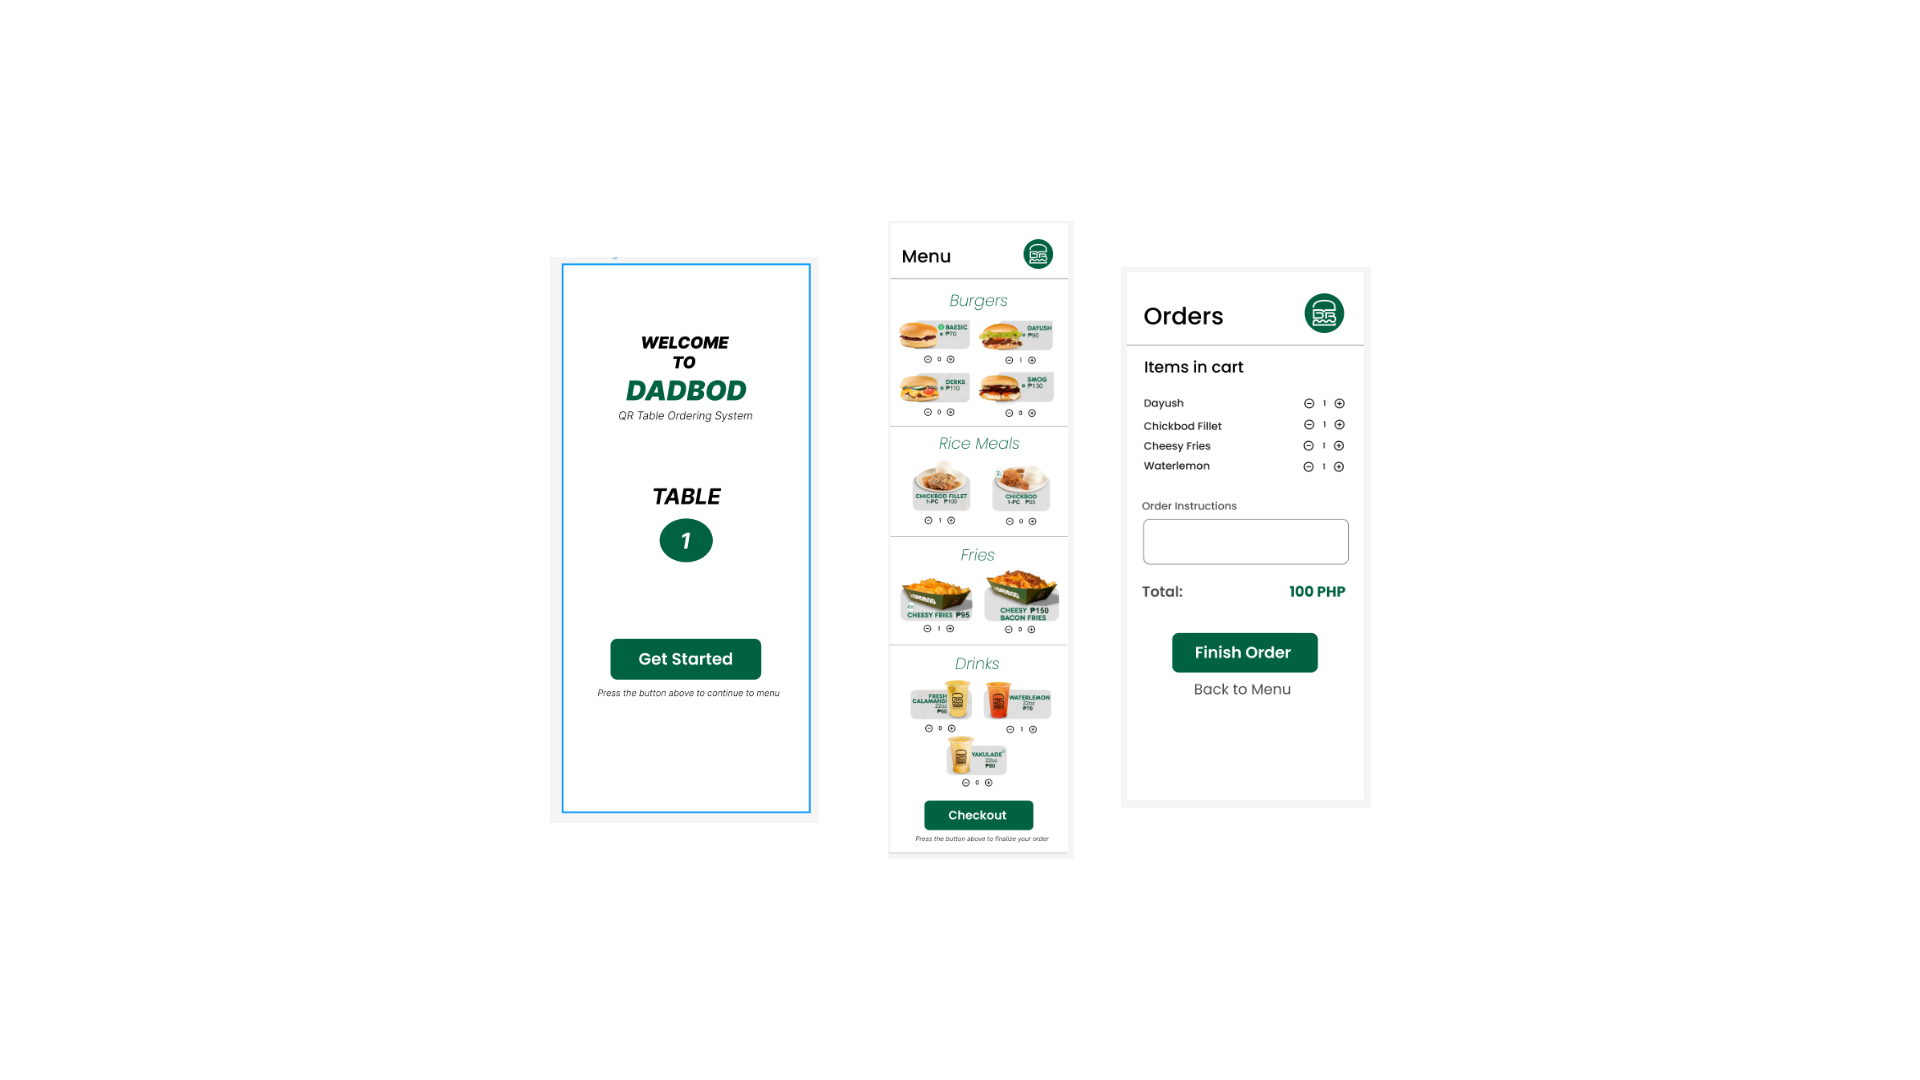 WELCOME
TO
DADBOD
QR Table Ordering System
TABLE
1
Get Started
Press the button above to continue to menu
Menu
Burgers
BAESIC
₱70
DAYUSH
₱90
0
1
DERKS
₱110
SMOG
₱130
0
0
Rice Meals
CHICKBOD FILLET
1-PC ₱100
CHICKBOD
1-PC
1
0
Fries
DADBOD
CHEESY FRIES ₱95
CHEESY ₱150
BACON FRIES
1
0
Drinks
FRESH
CALAMANSI
22oz
₱60
WATERLEMON
22oz
₱70
0
1
YAKULADE
22oz
₱80
0
Checkout
Press the button above to finalize your order
Orders
Items in cart
Dayush 1
Chickbod Fillet 1
Cheesy Fries 1
Waterlemon 1
Order Instructions
Total: 100 PHP
Finish Order
Back to Menu